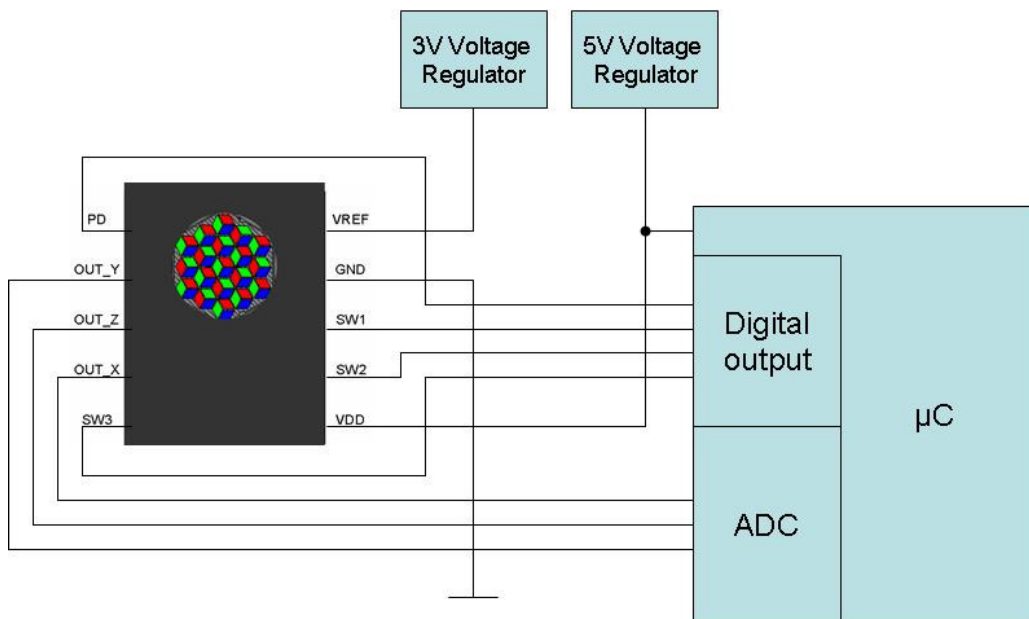 3V Voltage
Regulator
5V Voltage
Regulator
PD
VREF
OUT_Y
GND
OUT_Z
SW1
OUT_X
SW2
SW3
VDD
Digital
output
µC
ADC